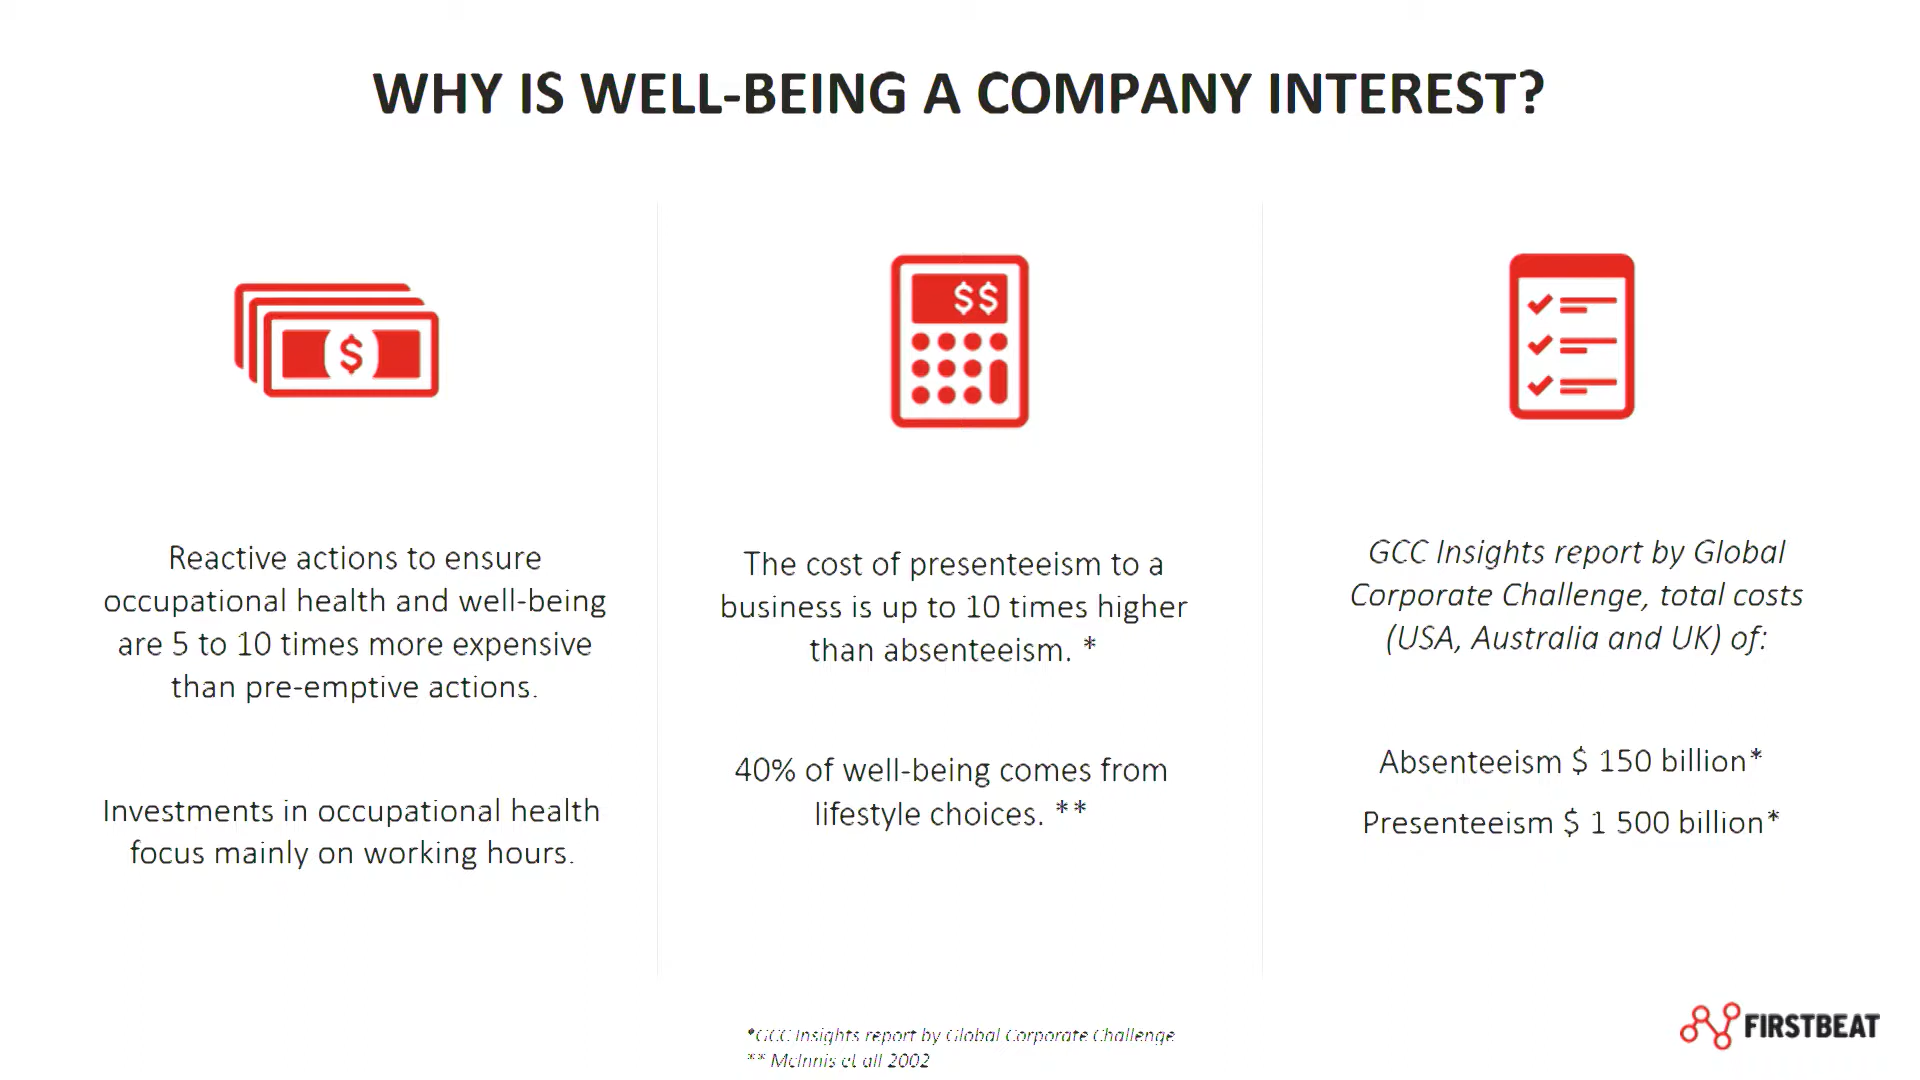 WHY IS WELL-BEING A COMPANY INTEREST?
$
$$
Reactive actions to ensure
occupational health and well-being
are 5 to 10 times more expensive
than pre-emptive actions.
Investments in occupational health
focus mainly on working hours.
The cost of presenteeism to a
business is up to 10 times higher
than absenteeism. *
40% of well-being comes from
lifestyle choices. **
GCC Insights report by Global
Corporate Challenge, total costs
(USA, Australia and UK) of:
Absenteeism $ 150 billion*
Presenteeism $ 1 500 billion*
*GCC Insights report by Global Corporate Challenge
** McInnis et all 2002
FIRSTBEAT